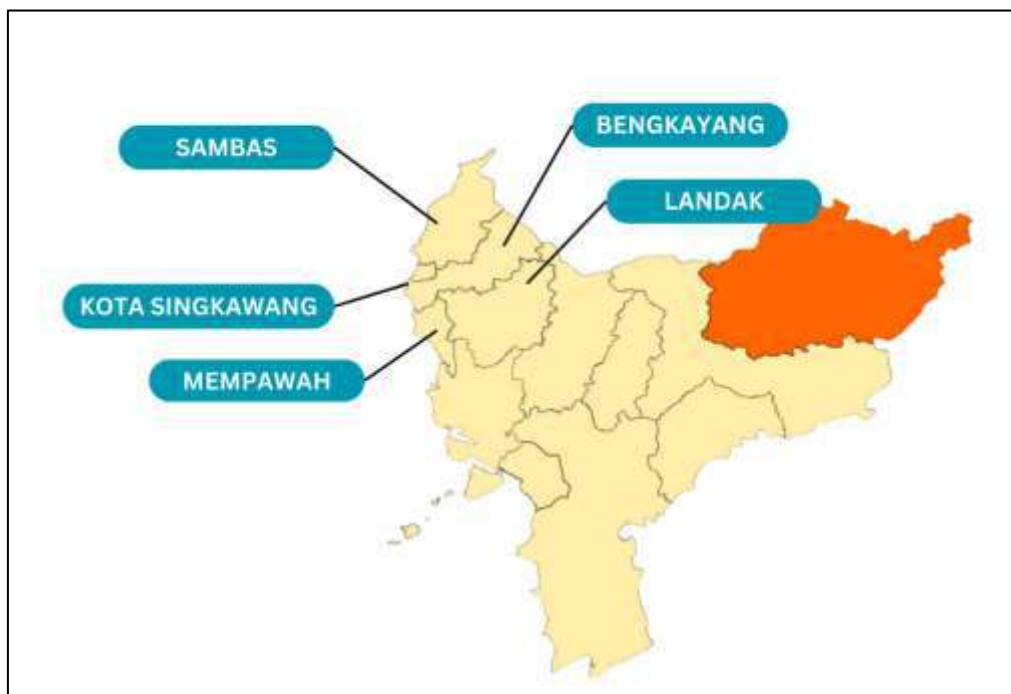 BENGKAYANG
SAMBAS
LANDAK
KOTA SINGKAWANG
MEMPAWAH